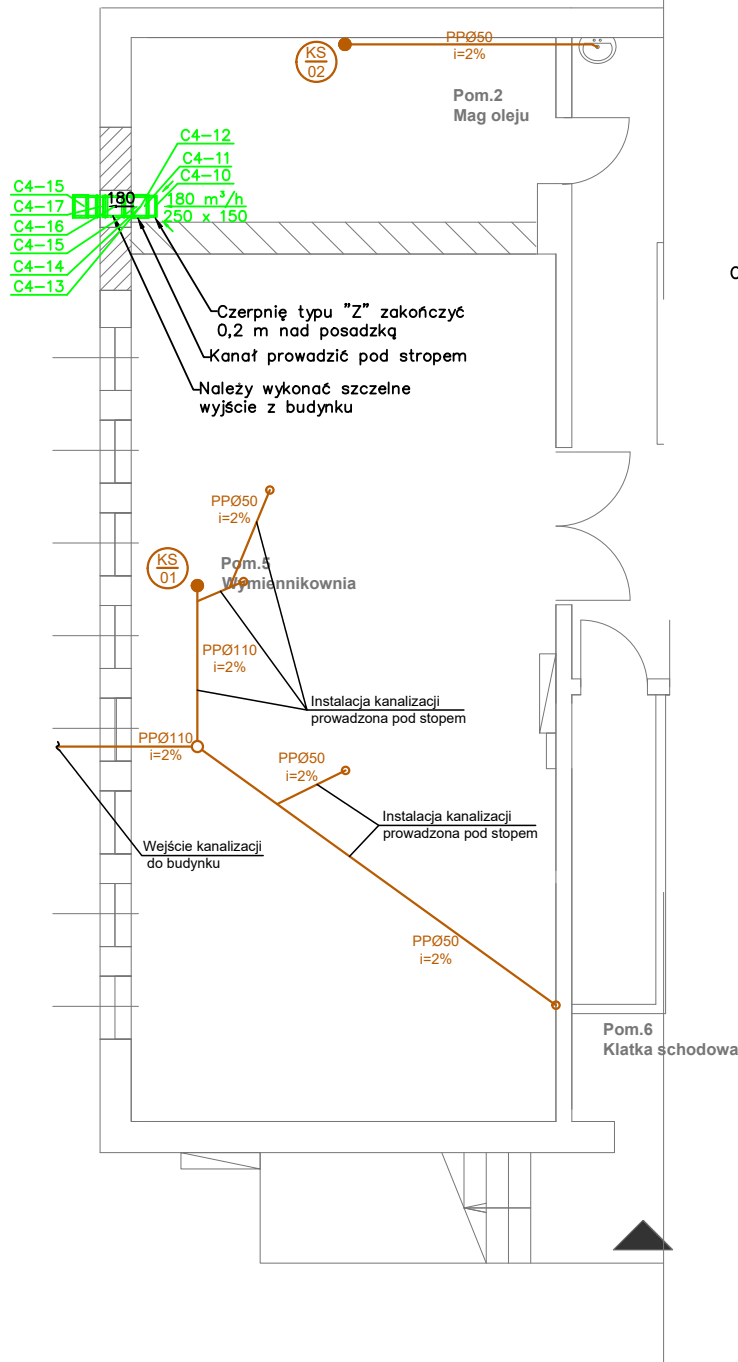 PPØ50
i=2%
KS
02
Pom.2
Mag oleju
C4-12
C4-11
C4-10
C4-15
C4-17
C4-16
C4-15
C4-14
C4-13
180
180 m³/h
250 x 150
Czerpnię typu "Z" zakończyć
0,2 m nad posadzką
Kanał prowadzić pod stropem
Należy wykonać szczelne
wyjście z budynku
PPØ50
i=2%
KS
01
Pom.5
Wymiennikownia
PPØ110
i=2%
Instalacja kanalizacji
prowadzona pod stopem
PPØ110
i=2%
PPØ50
i=2%
Instalacja kanalizacji
prowadzona pod stopem
Wejście kanalizacji
do budynku
PPØ50
i=2%
Pom.6
Klatka schodowa